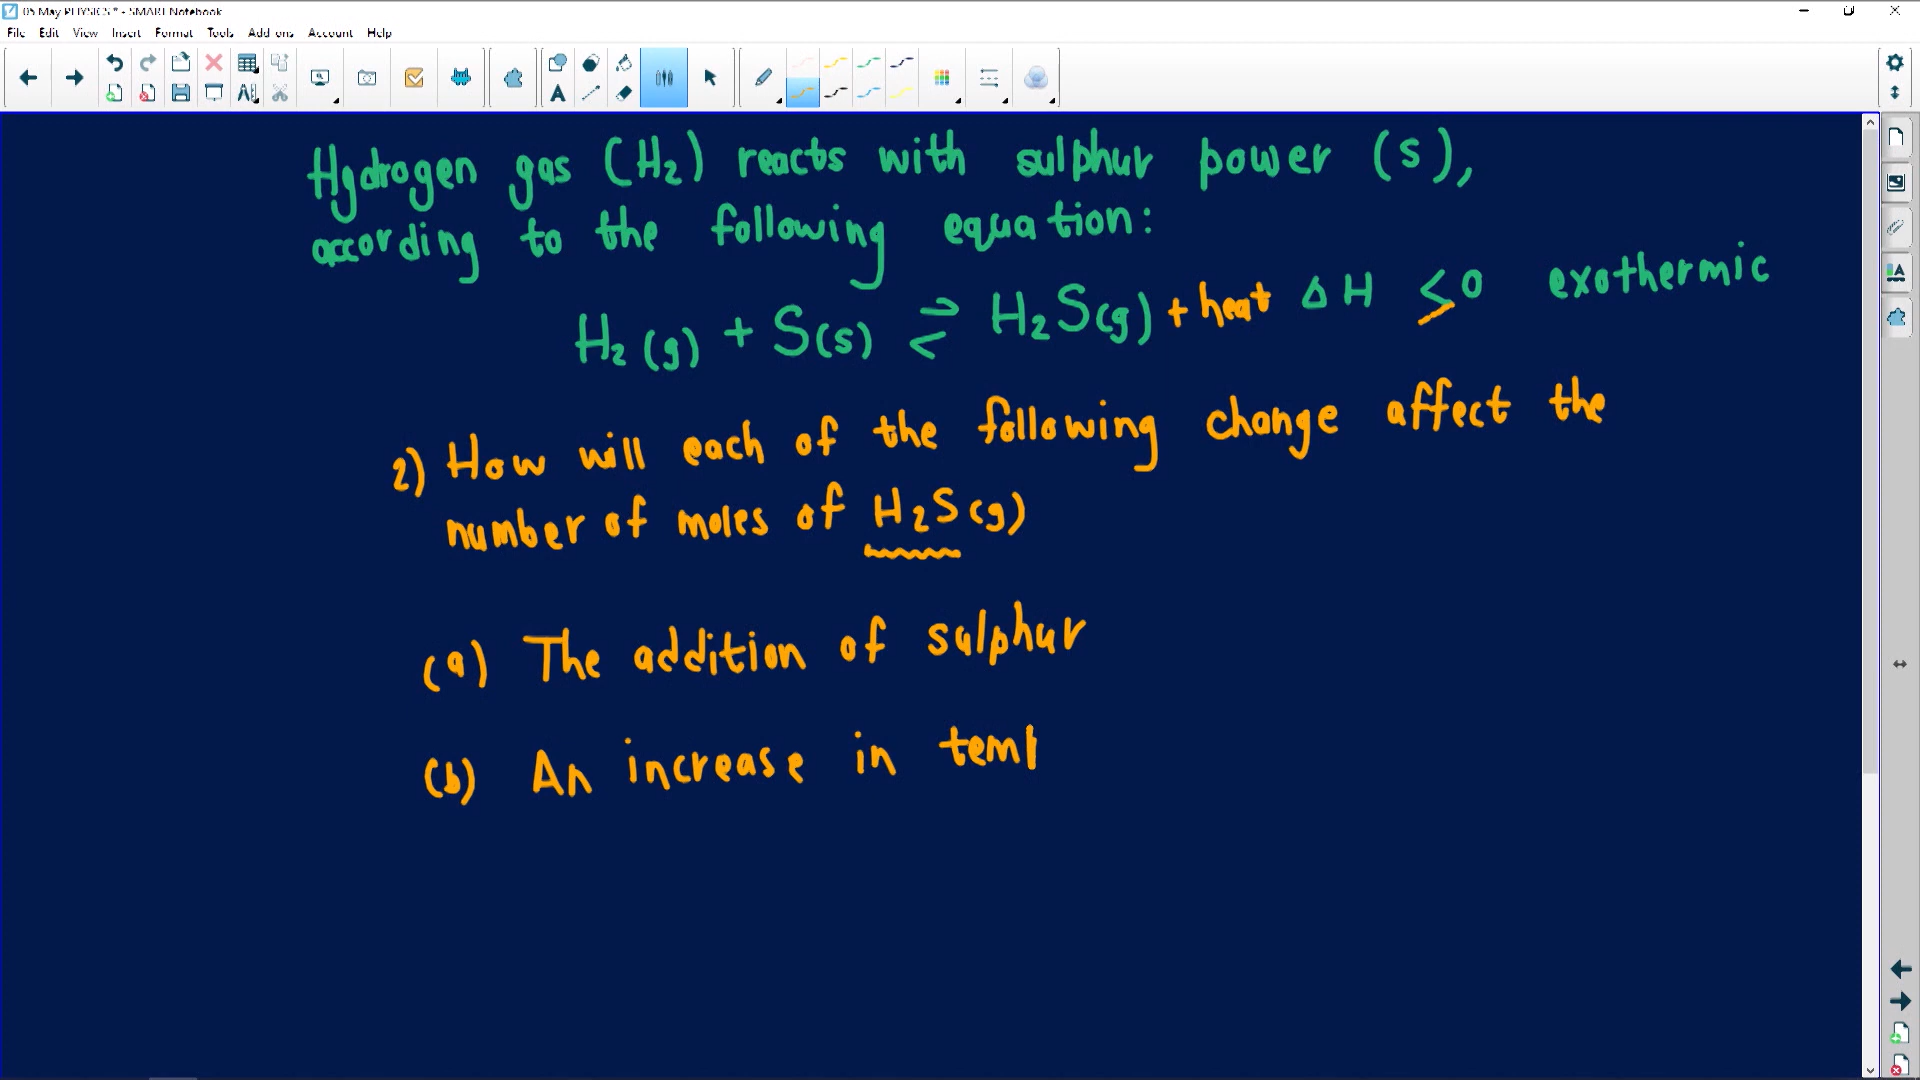 05 May PHYSICS * - SMART Notebook
File Edit View Insert Format Tools Add-ons Account Help
Hydrogen gas (H₂) reacts with sulphur power (s),
according to the following equation:
H₂(g) + S(s) ⇌ H₂S(g) + heat ΔH < 0 exothermic
2) How will each of the following change affect the
number of moles of H₂S(g)
(a) The addition of sulphur
(b) An increase in tem